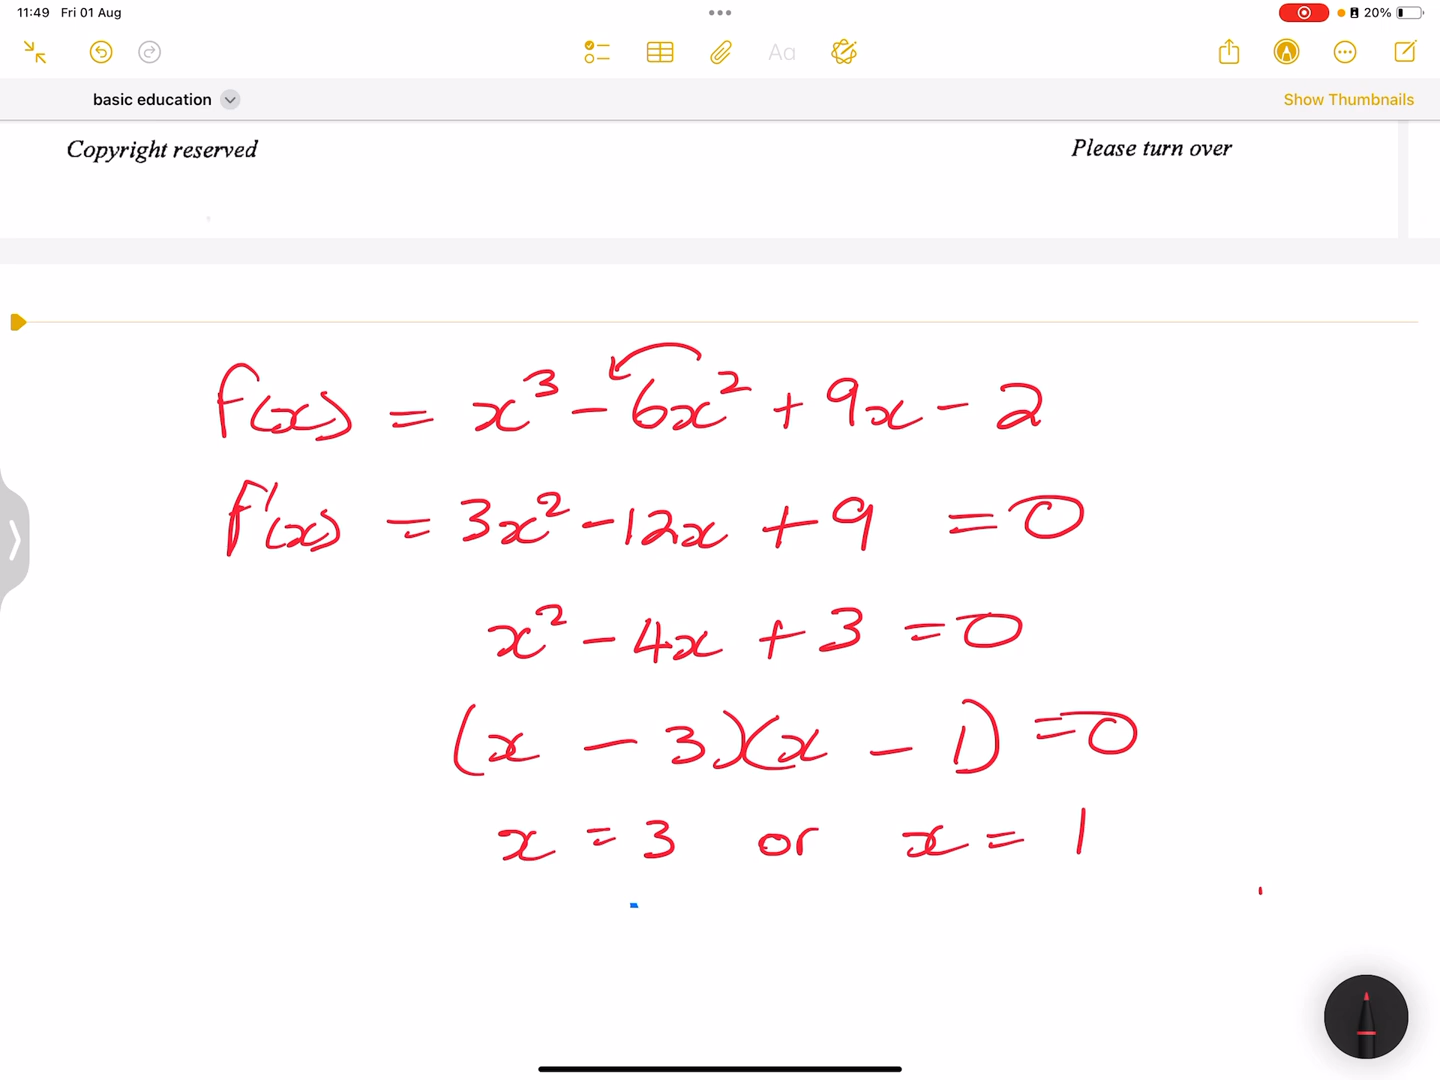 11:49 Fri 01 Aug
20%
Aa
basic education
Show Thumbnails
Copyright reserved
Please turn over
f(x) = x³ - 6x² + 9x - 2
f'(x) = 3x² - 12x + 9 = 0
x² - 4x + 3 = 0
(x - 3)(x - 1) = 0
x = 3 or x = 1